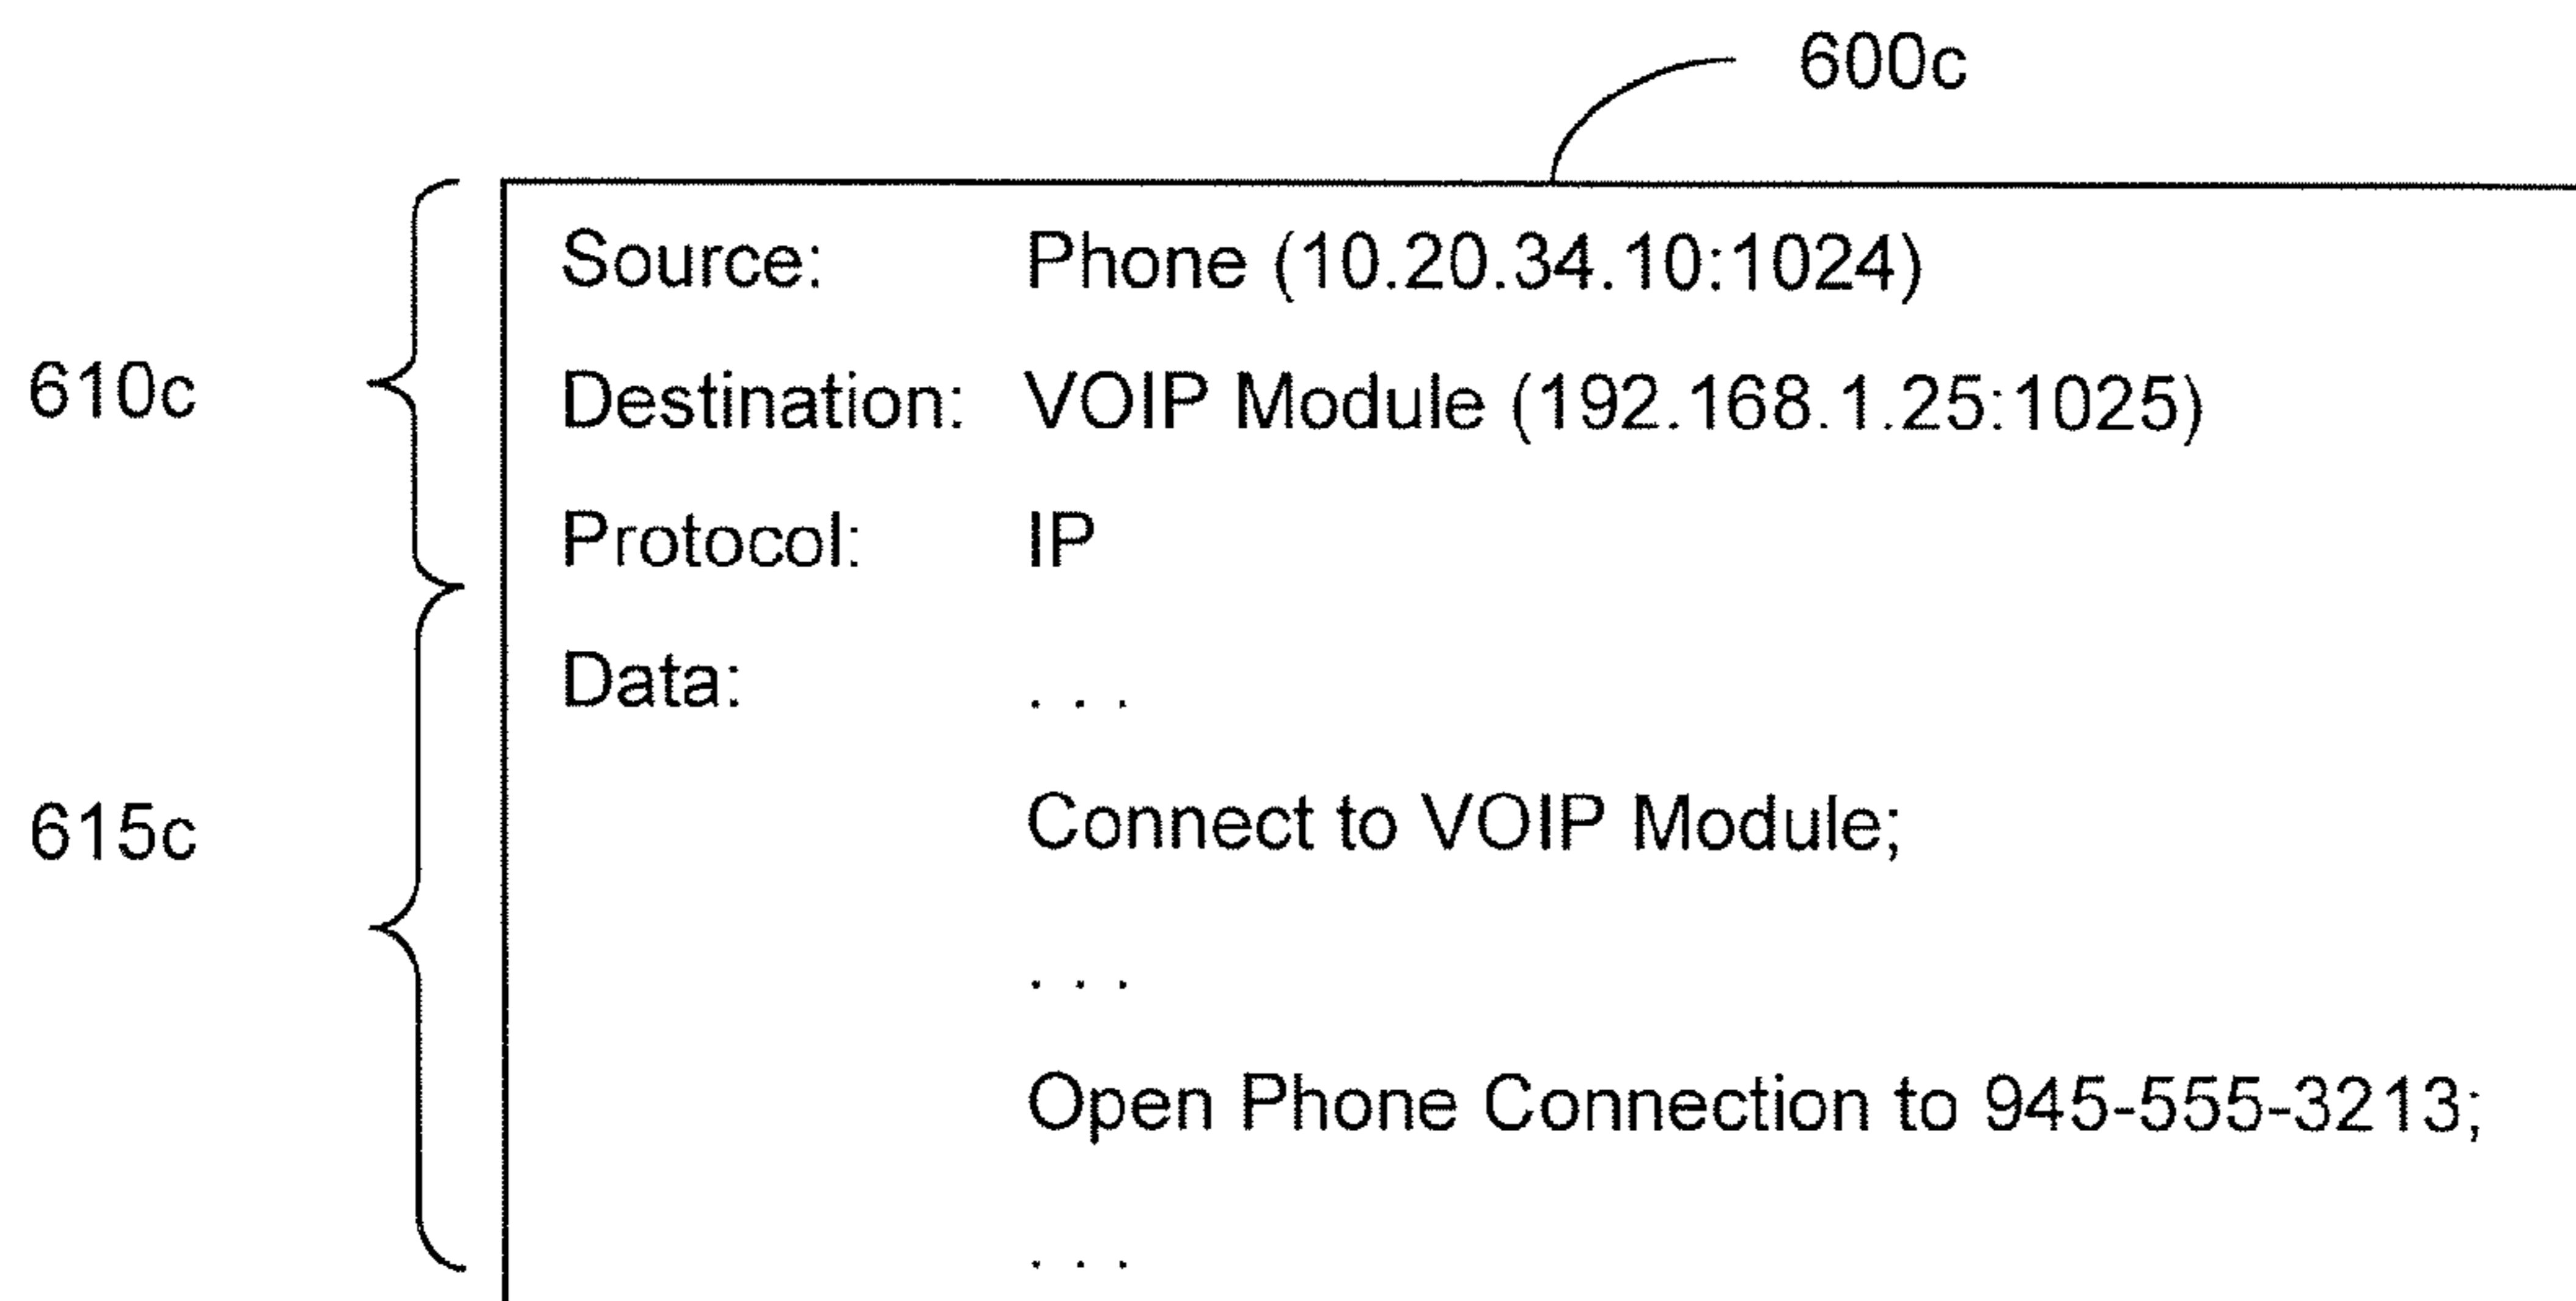 600c
Source: Phone (10.20.34.10:1024)
610c
Destination: VOIP Module (192.168.1.25:1025)
Protocol: IP
Data: . . .
615c
Connect to VOIP Module;
. . .
Open Phone Connection to 945-555-3213;
. . .